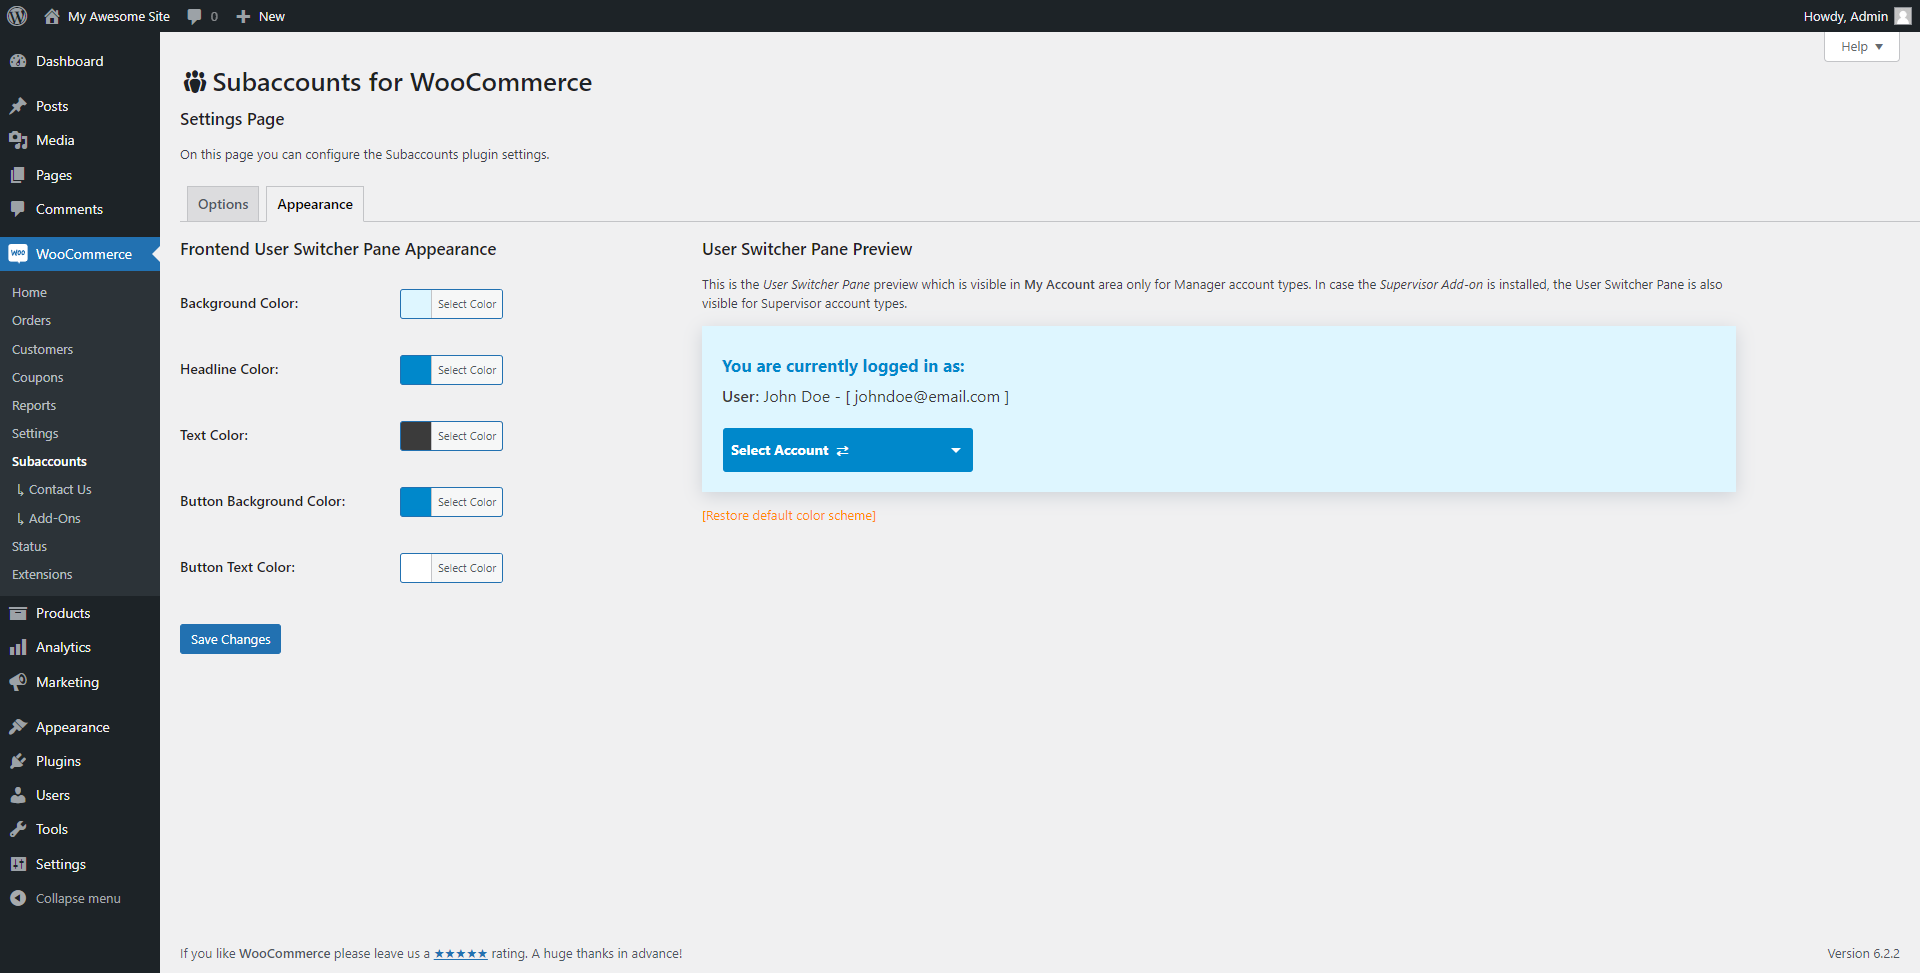 My Awesome Site
0
New
Howdy, Admin
Help
Dashboard
Posts
Media
Pages
Comments
Woo
WooCommerce
Home
Orders
Customers
Coupons
Reports
Settings
Subaccounts
↳ Contact Us
↳ Add-Ons
Status
Extensions
Products
Analytics
Marketing
Appearance
Plugins
Users
Tools
Settings
Collapse menu
Subaccounts for WooCommerce
Settings Page
On this page you can configure the Subaccounts plugin settings.
Options
Appearance
Frontend User Switcher Pane Appearance
Background Color:
Select Color
Headline Color:
Select Color
Text Color:
Select Color
Button Background Color:
Select Color
Button Text Color:
Select Color
Save Changes
User Switcher Pane Preview
This is the User Switcher Pane preview which is visible in My Account area only for Manager account types. In case the Supervisor Add-on is installed, the User Switcher Pane is also
visible for Supervisor account types.
You are currently logged in as:
User: John Doe - [ johndoe@email.com ]
Select Account ⇄
[Restore default color scheme]
If you like WooCommerce please leave us a ★★★★★ rating. A huge thanks in advance!
Version 6.2.2